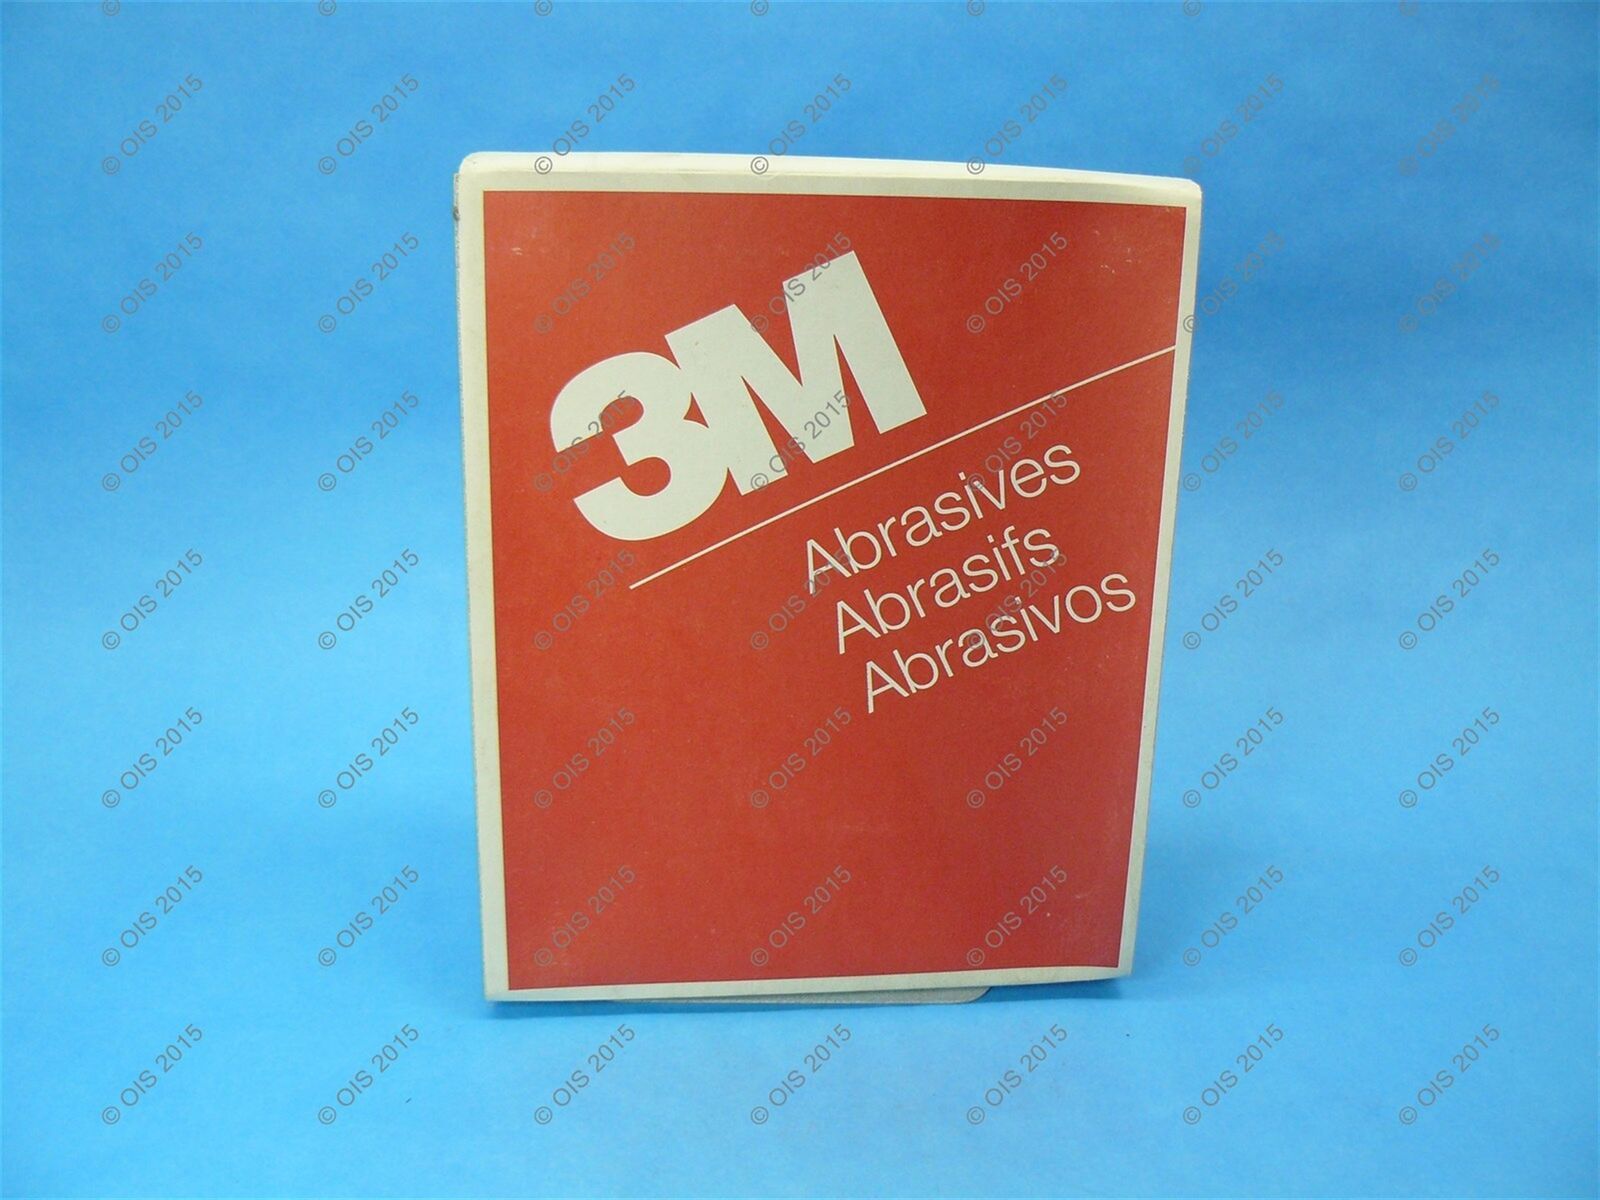 3M
Abrasives
Abrasifs
Abrasivos
© OIS 2015